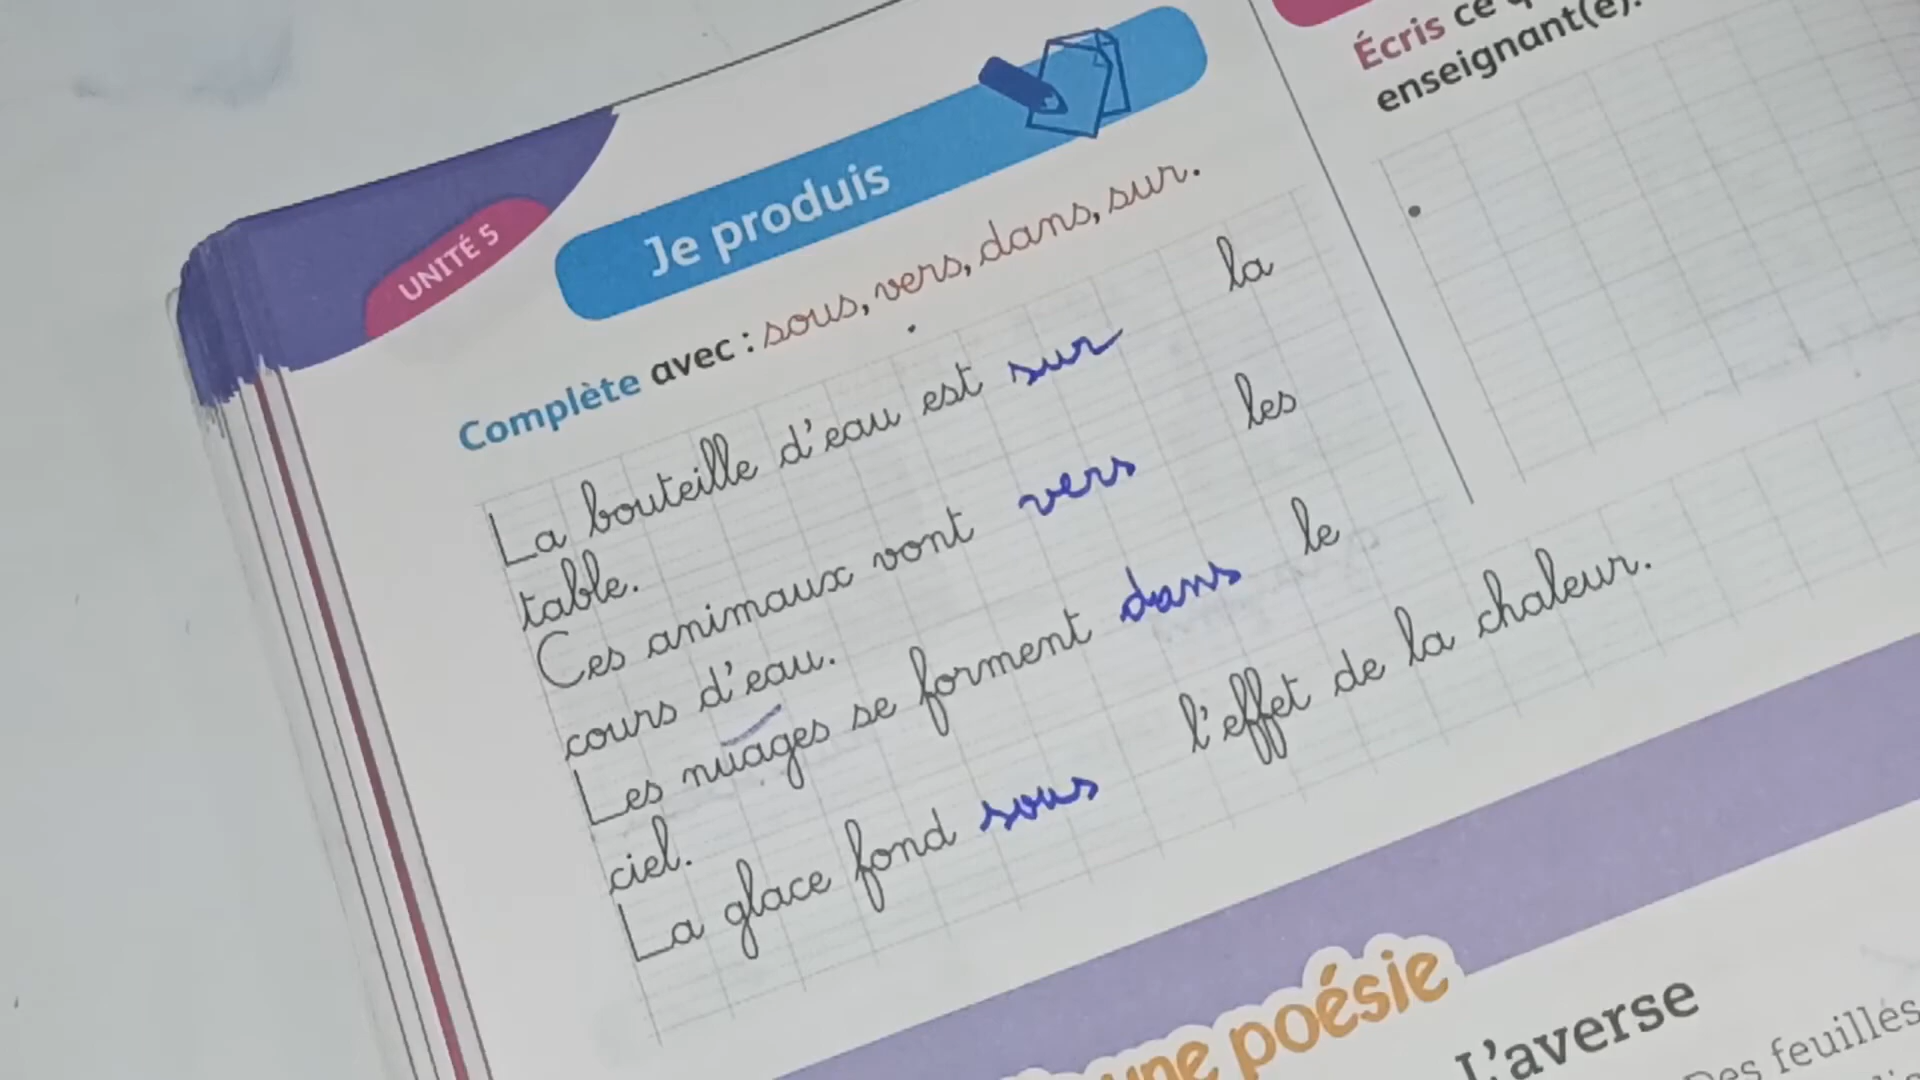 UNITÉ 5
Je produis
Complète avec : sous, vers, dans, sur.
La bouteille d'eau est sur la
table.
Ces animaux vont vers les
cours d'eau.
Les nuages se forment dans le
ciel.
La glace fond sous l'effet de la chaleur.
Écris ce
enseignant(e).
une poésie
L'averse
Des feuillés